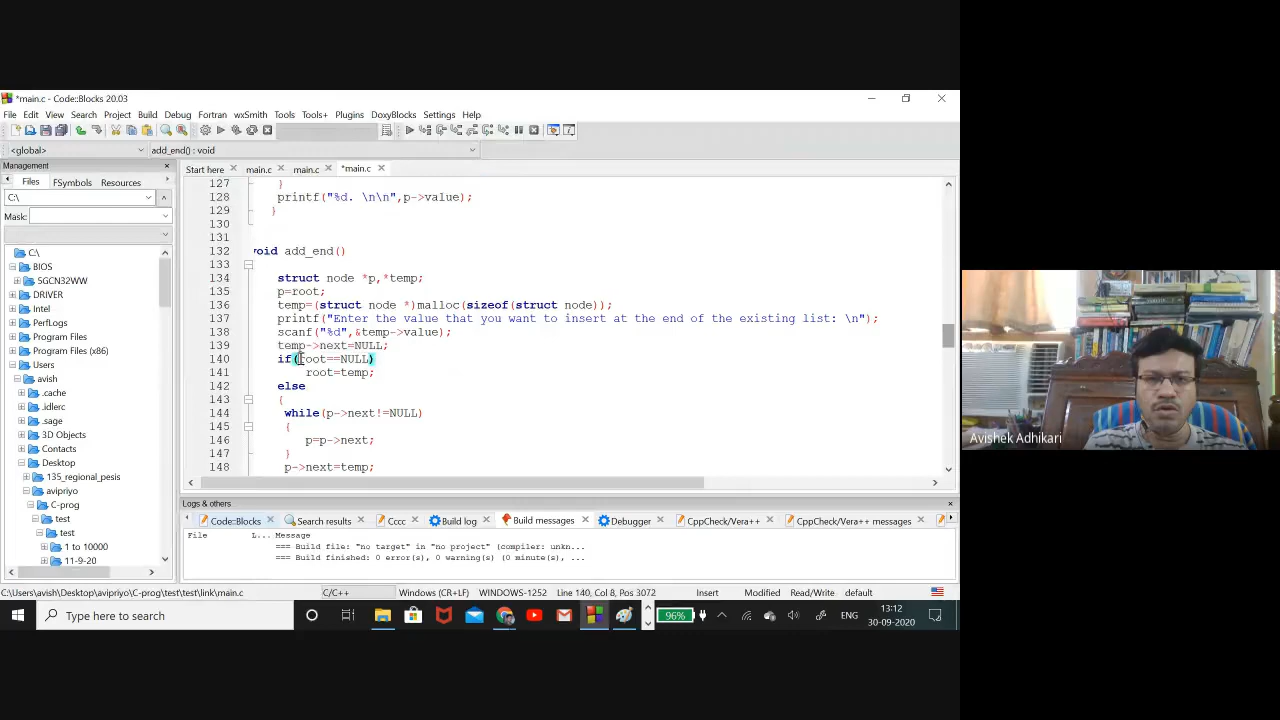 *main.c - Code::Blocks 20.03
File Edit View Search Project Build Debug Fortran wxSmith Tools Tools+ Plugins DoxyBlocks Settings Help
<global> add_end() : void
Management
Files FSymbols Resources
C:\
Mask:
C:\
BIOS
SGCN32WW
DRIVER
Intel
PerfLogs
Program Files
Program Files (x86)
Users
avish
.cache
.idlerc
.sage
3D Objects
Contacts
Desktop
135_regional_pesis
avipriyo
C-prog
test
test
1 to 10000
11-9-20
Start here main.c main.c *main.c
127 }
128 printf("%d. \n\n",p->value);
129 }
130
131
132 void add_end()
133
134 struct node *p,*temp;
135 p=root;
136 temp=(struct node *)malloc(sizeof(struct node));
137 printf("Enter the value that you want to insert at the end of the existing list: \n");
138 scanf("%d",&temp->value);
139 temp->next=NULL;
140 if(root==NULL)
141 root=temp;
142 else
143 {
144 while(p->next!=NULL)
145 {
146 p=p->next;
147 }
148 p->next=temp;
Logs & others
Code::Blocks Search results Cccc Build log Build messages Debugger CppCheck/Vera++ CppCheck/Vera++ messages
File L... Message
=== Build file: "no target" in "no project" (compiler: unkn...
=== Build finished: 0 error(s), 0 warning(s) (0 minute(s), ...
C:\Users\avish\Desktop\avipriyo\C-prog\test\test\link\main.c C/C++ Windows (CR+LF) WINDOWS-1252 Line 140, Col 8, Pos 3072 Insert Modified Read/Write default
Type here to search
96%
ENG
13:12
30-09-2020
Avishek Adhikari